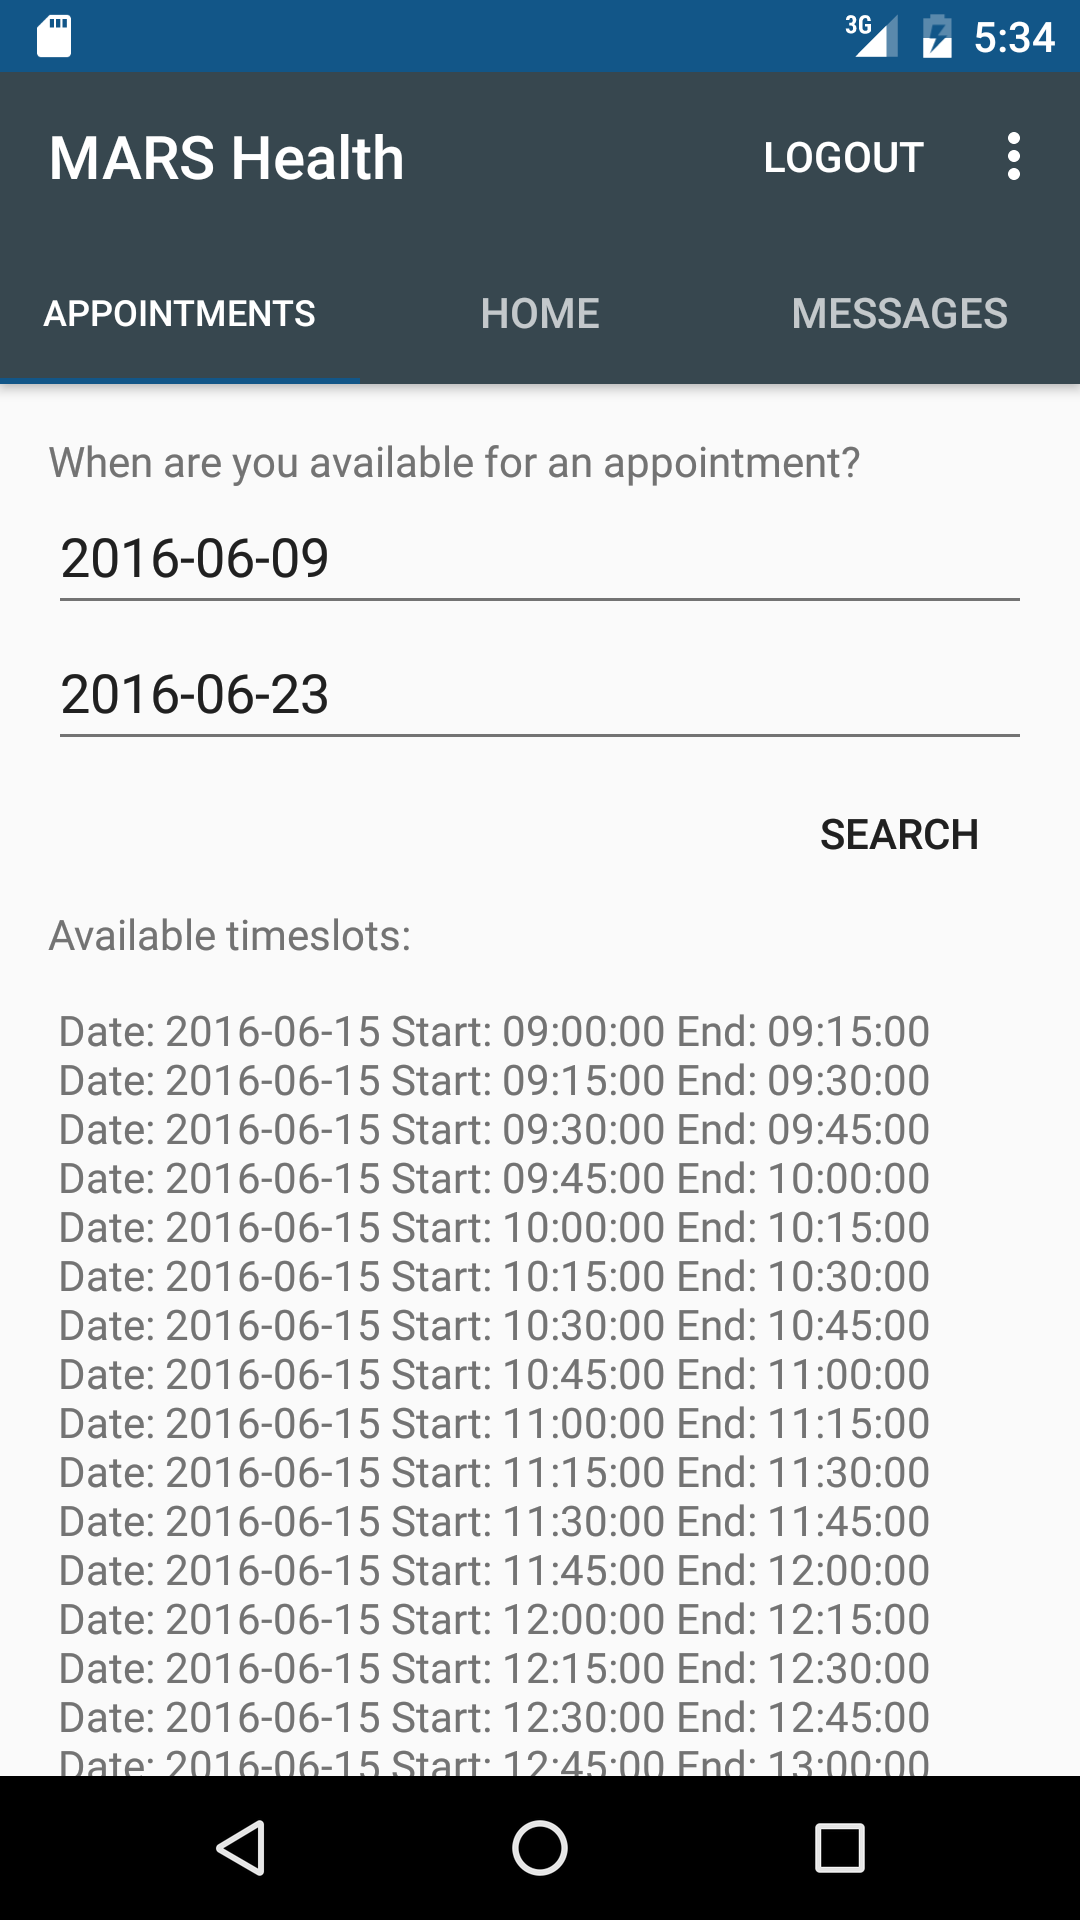 3G 5:34
MARS Health LOGOUT
APPOINTMENTS HOME MESSAGES
When are you available for an appointment?
2016-06-09
2016-06-23
SEARCH
Available timeslots:
Date: 2016-06-15 Start: 09:00:00 End: 09:15:00
Date: 2016-06-15 Start: 09:15:00 End: 09:30:00
Date: 2016-06-15 Start: 09:30:00 End: 09:45:00
Date: 2016-06-15 Start: 09:45:00 End: 10:00:00
Date: 2016-06-15 Start: 10:00:00 End: 10:15:00
Date: 2016-06-15 Start: 10:15:00 End: 10:30:00
Date: 2016-06-15 Start: 10:30:00 End: 10:45:00
Date: 2016-06-15 Start: 10:45:00 End: 11:00:00
Date: 2016-06-15 Start: 11:00:00 End: 11:15:00
Date: 2016-06-15 Start: 11:15:00 End: 11:30:00
Date: 2016-06-15 Start: 11:30:00 End: 11:45:00
Date: 2016-06-15 Start: 11:45:00 End: 12:00:00
Date: 2016-06-15 Start: 12:00:00 End: 12:15:00
Date: 2016-06-15 Start: 12:15:00 End: 12:30:00
Date: 2016-06-15 Start: 12:30:00 End: 12:45:00
Date: 2016-06-15 Start: 12:45:00 End: 13:00:00